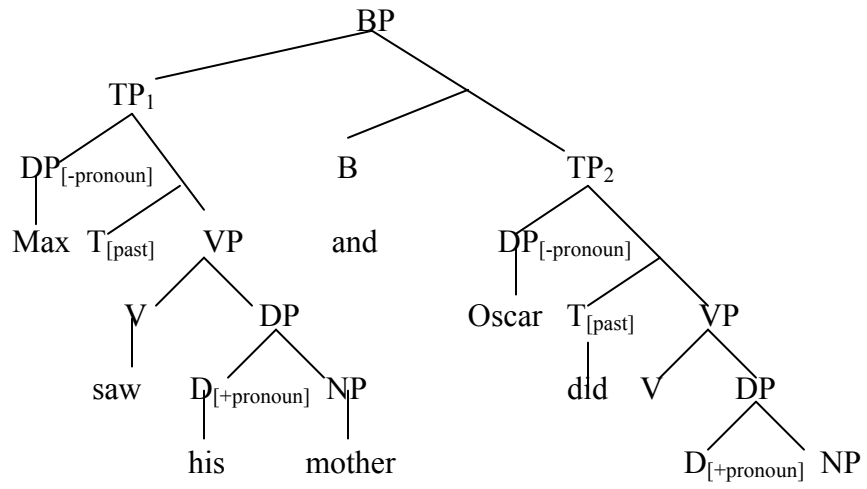 BP
TP₁
DP[-pronoun] B TP₂
Max T[past] VP and DP[-pronoun]
V DP Oscar T[past] VP
saw D[+pronoun] NP did V DP
his mother D[+pronoun] NP